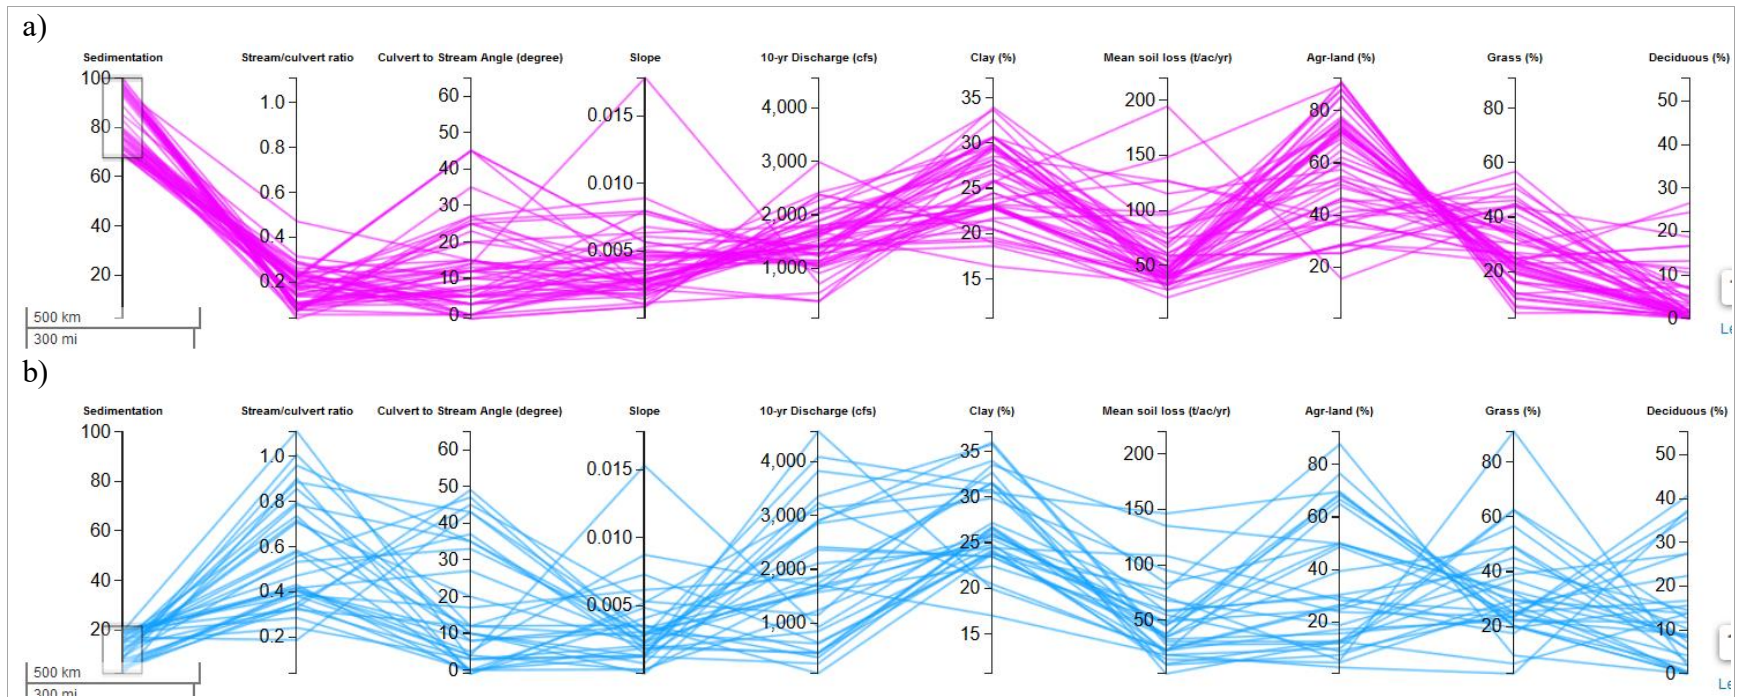 a)
Sedimentation Stream/culvert ratio Culvert to Stream Angle (degree) Slope 10-yr Discharge (cfs) Clay (%) Mean soil loss (t/ac/yr) Agr-land (%) Grass (%) Deciduous (%)
100 80 60 40 20
1.0 0.8 0.6 0.4 0.2
60 50 40 30 20 10 0
0.015 0.010 0.005
4,000 3,000 2,000 1,000
35 30 25 20 15
200 150 100 50
80 60 40 20
80 60 40 20
50 40 30 20 10 0
500 km
300 mi
b)
Sedimentation Stream/culvert ratio Culvert to Stream Angle (degree) Slope 10-yr Discharge (cfs) Clay (%) Mean soil loss (t/ac/yr) Agr-land (%) Grass (%) Deciduous (%)
100 80 60 40 20
1.0 0.8 0.6 0.4 0.2
60 50 40 30 20 10 0
0.015 0.010 0.005
4,000 3,000 2,000 1,000
35 30 25 20 15
200 150 100 50
80 60 40 20
80 60 40 20
50 40 30 20 10 0
500 km
300 mi